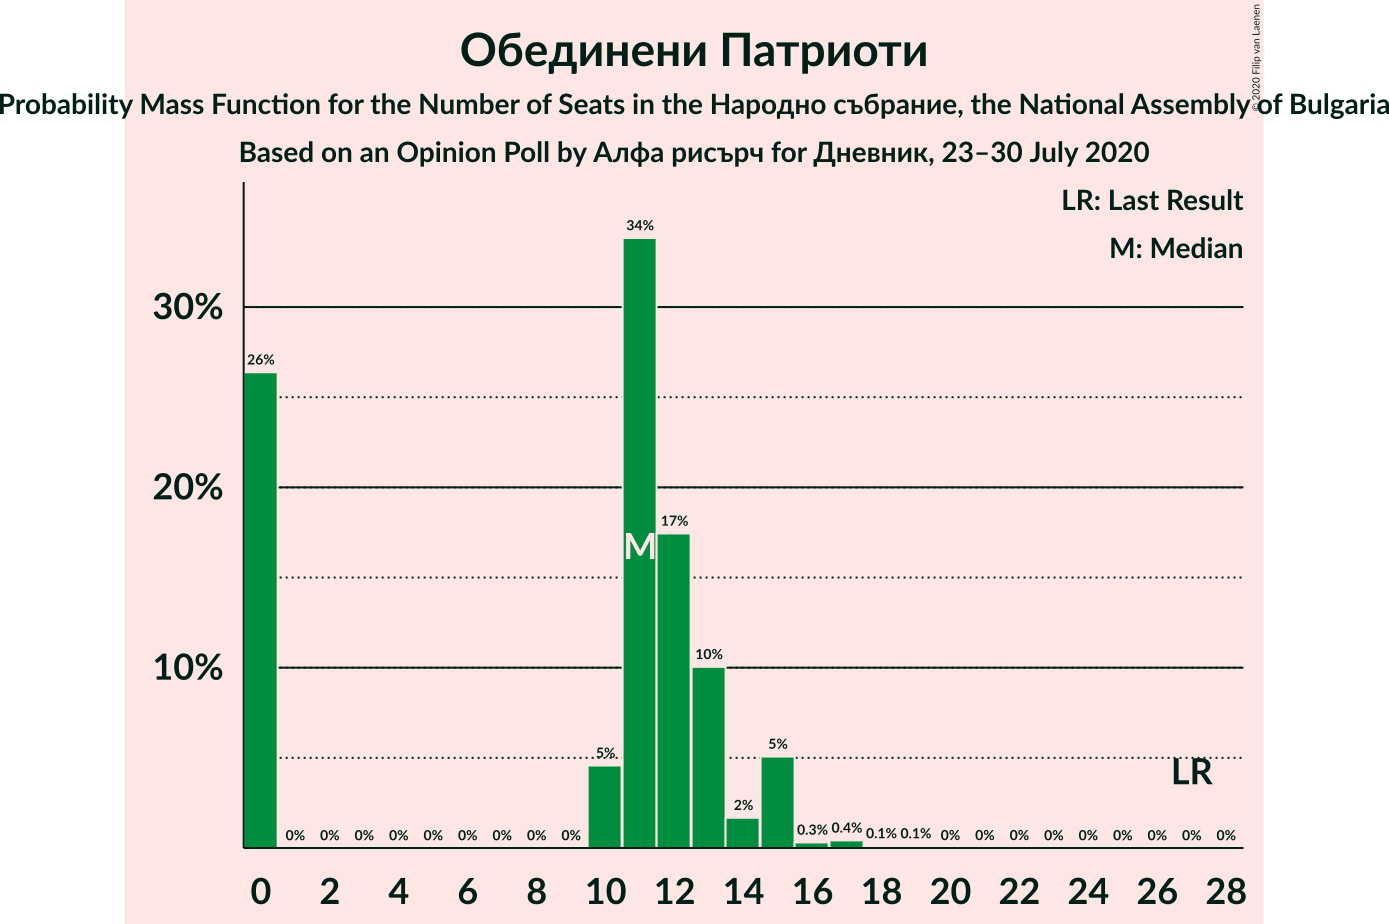 Обединени Патриоти
Probability Mass Function for the Number of Seats in the Народно събрание, the National Assembly of Bulgaria
Based on an Opinion Poll by Алфа рисърч for Дневник, 23–30 July 2020
© 2020 Filip van Laenen
LR: Last Result
M: Median
34%
30%
26%
20%
17%
M
10%
10%
5%
5%
LR
2%
0% 0% 0% 0% 0% 0% 0% 0% 0% 0.3% 0.4% 0.1% 0.1% 0% 0% 0% 0% 0% 0% 0% 0% 0%
0 2 4 6 8 10 12 14 16 18 20 22 24 26 28